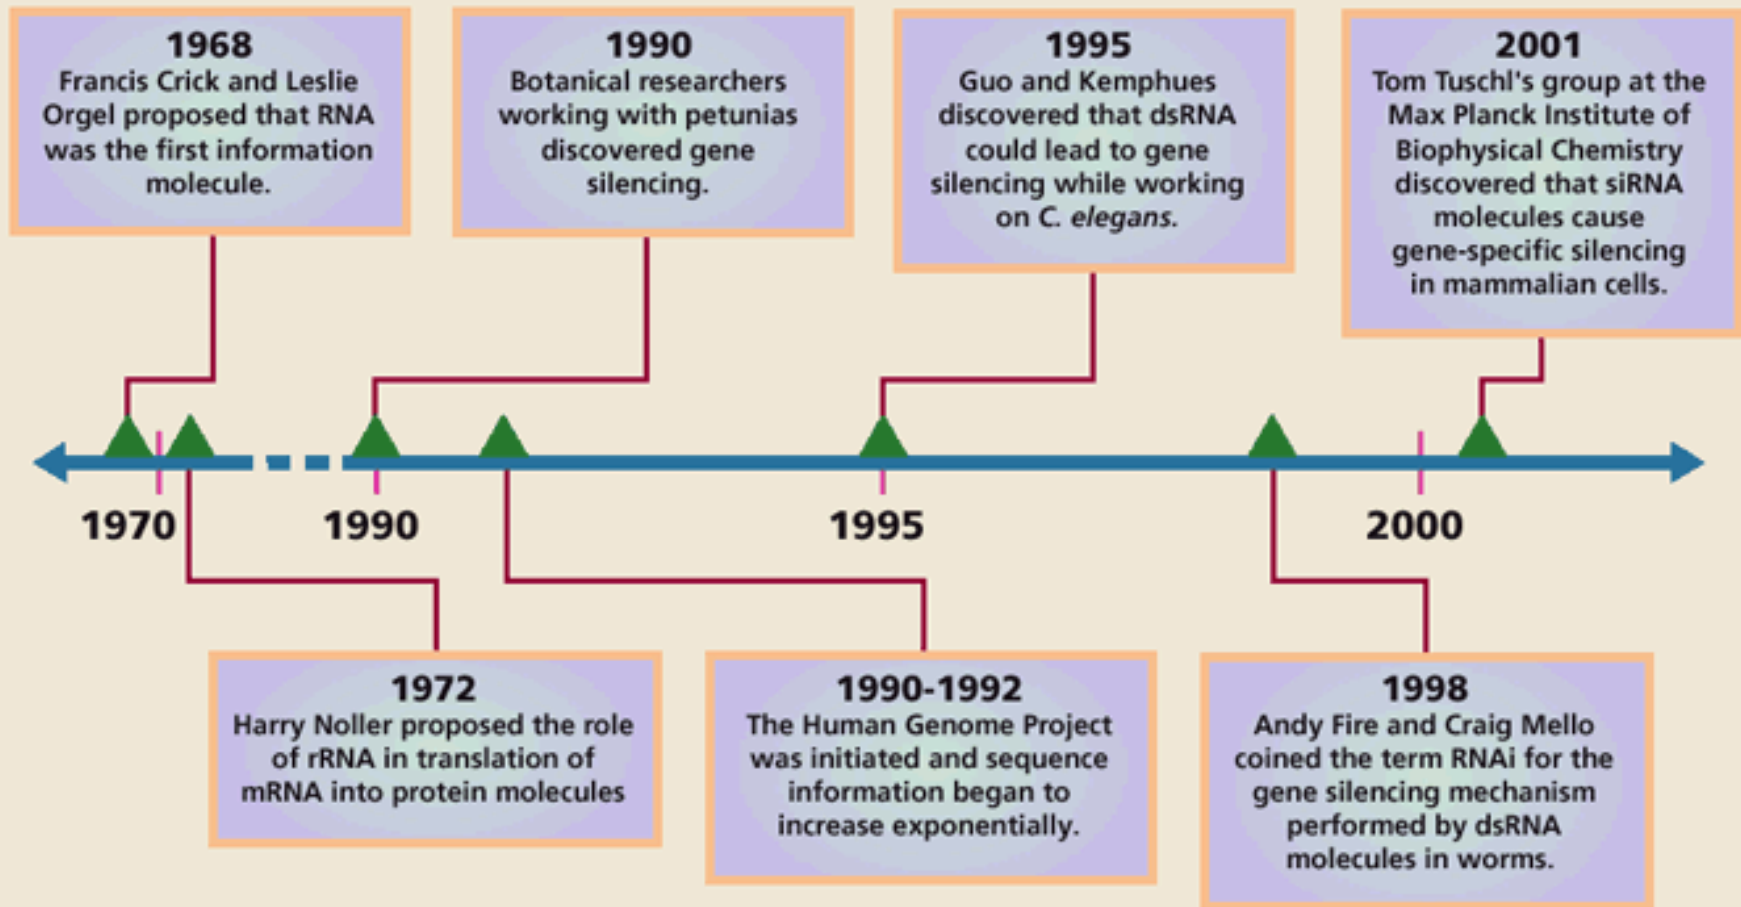 1968
Francis Crick and Leslie
Orgel proposed that RNA
was the first information
molecule.
1990
Botanical researchers
working with petunias
discovered gene
silencing.
1995
Guo and Kemphues
discovered that dsRNA
could lead to gene
silencing while working
on C. elegans.
2001
Tom Tuschl's group at the
Max Planck Institute of
Biophysical Chemistry
discovered that siRNA
molecules cause
gene-specific silencing
in mammalian cells.
1970
1990
1995
2000
1972
Harry Noller proposed the role
of rRNA in translation of
mRNA into protein molecules
1990-1992
The Human Genome Project
was initiated and sequence
information began to
increase exponentially.
1998
Andy Fire and Craig Mello
coined the term RNAi for the
gene silencing mechanism
performed by dsRNA
molecules in worms.